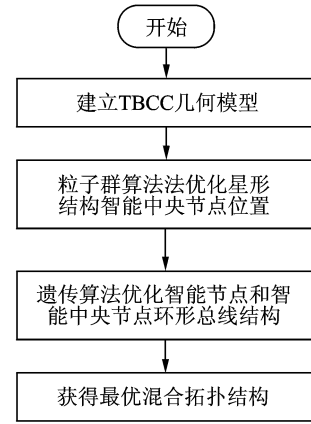 开始
建立TBCC几何模型
粒子群算法法优化星形
结构智能中央节点位置
遗传算法优化智能节点和智
能中央节点环形总线结构
获得最优混合拓扑结构